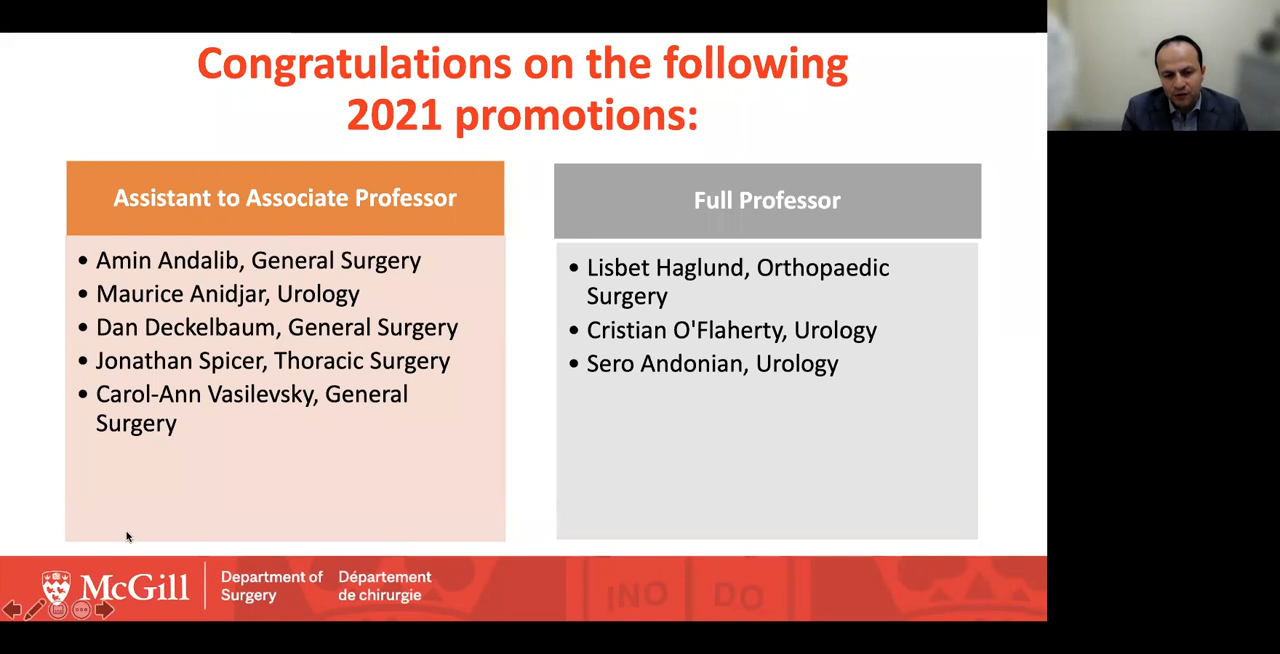 Congratulations on the following
2021 promotions:
Assistant to Associate Professor
• Amin Andalib, General Surgery
• Maurice Anidjar, Urology
• Dan Deckelbaum, General Surgery
• Jonathan Spicer, Thoracic Surgery
• Carol-Ann Vasilevsky, General
Surgery
Full Professor
• Lisbet Haglund, Orthopaedic
Surgery
• Cristian O'Flaherty, Urology
• Sero Andonian, Urology
McGill
Department of
Surgery
Département
de chirurgie
INO DO